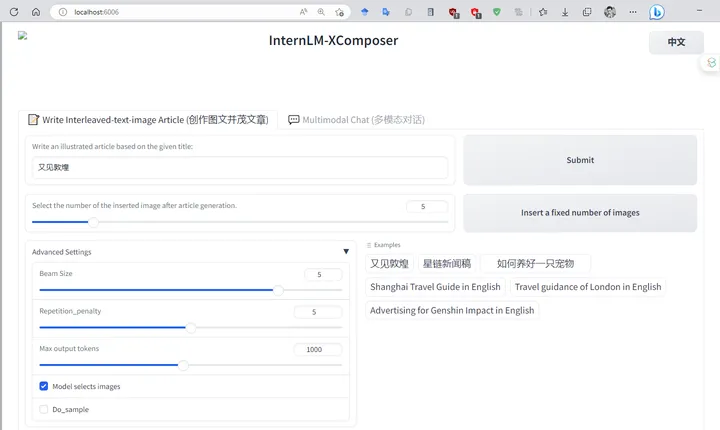 localhost:6006
InternLM-XComposer
中文
📝 Write Interleaved-text-image Article (创作图文并茂文章)
💬 Multimodal Chat (多模态对话)
Write an illustrated article based on the given title:
又见敦煌
Submit
Select the number of the inserted image after article generation.
5
Insert a fixed number of images
Advanced Settings
▼
Beam Size
5
Repetition_penalty
5
Max output tokens
1000
Model selects images
Do_sample
Examples
又见敦煌 星链新闻稿 如何养好一只宠物
Shanghai Travel Guide in English Travel guidance of London in English
Advertising for Genshin Impact in English